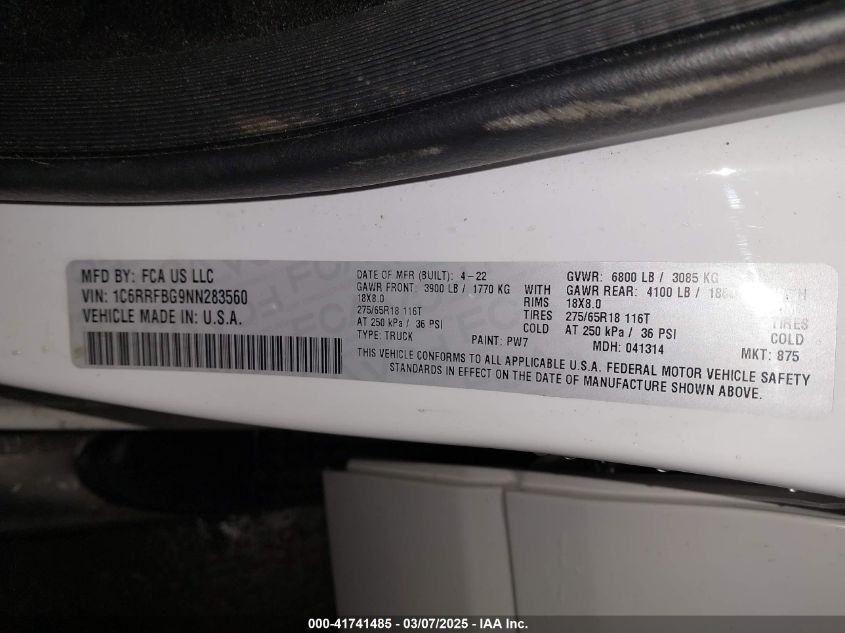 MFD BY: FCA US LLC
VIN: 1C6RRFBG9NN283560
VEHICLE MADE IN: U.S.A.
DATE OF MFR (BUILT): 4-22
GAWR FRONT: 3900 LB / 1770 KG WITH
18X8.0 RIMS
275/65R18 116T TIRES
AT 250 kPa / 36 PSI COLD
TYPE: TRUCK PAINT: PW7
GVWR: 6800 LB / 3085 KG
GAWR REAR: 4100 LB /
18X8.0
275/65R18 116T TIRES
AT 250 kPa / 36 PSI COLD
MDH: 041314 MKT: 875
THIS VEHICLE CONFORMS TO ALL APPLICABLE U.S.A. FEDERAL MOTOR VEHICLE SAFETY
STANDARDS IN EFFECT ON THE DATE OF MANUFACTURE SHOWN ABOVE.
000-41741485 - 03/07/2025 - IAA Inc.